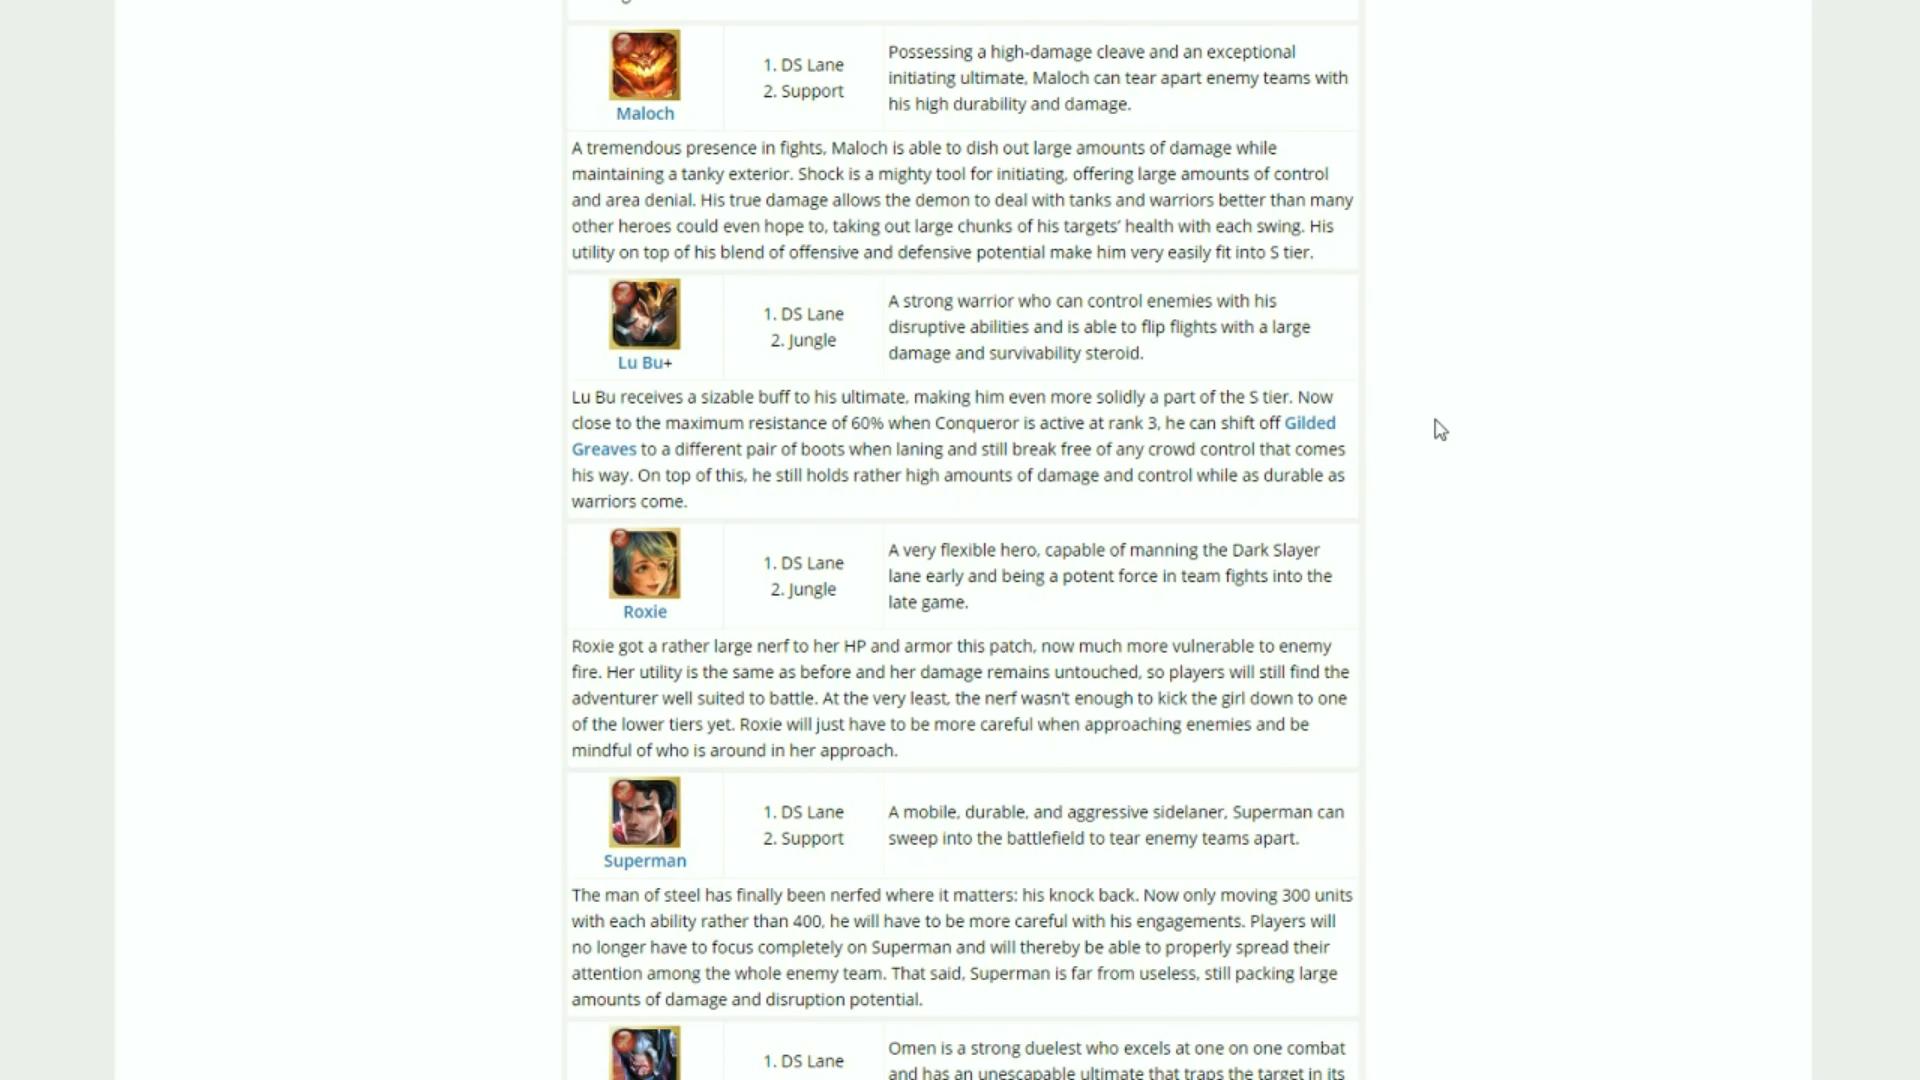 1. DS Lane
2. Support
Possessing a high-damage cleave and an exceptional
initiating ultimate, Maloch can tear apart enemy teams with
his high durability and damage.
Maloch
A tremendous presence in fights, Maloch is able to dish out large amounts of damage while
maintaining a tanky exterior. Shock is a mighty tool for initiating, offering large amounts of control
and area denial. His true damage allows the demon to deal with tanks and warriors better than many
other heroes could even hope to, taking out large chunks of his targets’ health with each swing. His
utility on top of his blend of offensive and defensive potential make him very easily fit into S tier.
1. DS Lane
2. Jungle
A strong warrior who can control enemies with his
disruptive abilities and is able to flip flights with a large
damage and survivability steroid.
Lu Bu+
Lu Bu receives a sizable buff to his ultimate, making him even more solidly a part of the S tier. Now
close to the maximum resistance of 60% when Conqueror is active at rank 3, he can shift off Gilded
Greaves to a different pair of boots when laning and still break free of any crowd control that comes
his way. On top of this, he still holds rather high amounts of damage and control while as durable as
warriors come.
1. DS Lane
2. Jungle
A very flexible hero, capable of manning the Dark Slayer
lane early and being a potent force in team fights into the
late game.
Roxie
Roxie got a rather large nerf to her HP and armor this patch, now much more vulnerable to enemy
fire. Her utility is the same as before and her damage remains untouched, so players will still find the
adventurer well suited to battle. At the very least, the nerf wasn't enough to kick the girl down to one
of the lower tiers yet. Roxie will just have to be more careful when approaching enemies and be
mindful of who is around in her approach.
1. DS Lane
2. Support
A mobile, durable, and aggressive sidelaner, Superman can
sweep into the battlefield to tear enemy teams apart.
Superman
The man of steel has finally been nerfed where it matters: his knock back. Now only moving 300 units
with each ability rather than 400, he will have to be more careful with his engagements. Players will
no longer have to focus completely on Superman and will thereby be able to properly spread their
attention among the whole enemy team. That said, Superman is far from useless, still packing large
amounts of damage and disruption potential.
1. DS Lane
Omen is a strong duelest who excels at one on one combat
and has an unescapable ultimate that traps the target in its